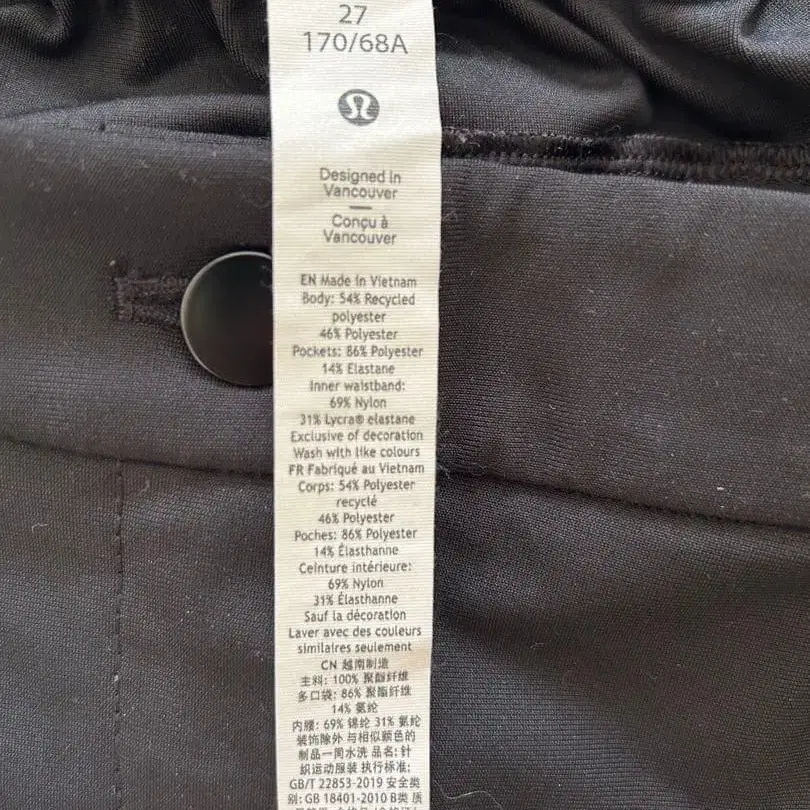 27
170/68A
Designed in
Vancouver
Conçu à
Vancouver
EN Made in Vietnam
Body: 54% Recycled
polyester
46% Polyester
Pockets: 86% Polyester
14% Elastane
Inner waistband:
69% Nylon
31% Lycra® elastane
Exclusive of decoration
Wash with like colours
FR Fabriqué au Vietnam
Corps: 54% Polyester
recyclé
46% Polyester
Poches: 86% Polyester
14% Élasthanne
Ceinture intérieure:
69% Nylon
31% Élasthanne
Sauf la décoration
Laver avec des couleurs
similaires seulement
CN 越南制造
主料: 100% 聚酯纤维
多口袋: 86% 聚酯纤维
14% 氨纶
内腰: 69% 锦纶 31% 氨纶
装饰除外 与相似颜色的
制品一同水洗 品名: 针
织运动服装 执行标准:
GB/T 22853-2019 安全类
别: GB 18401-2010 B类 质